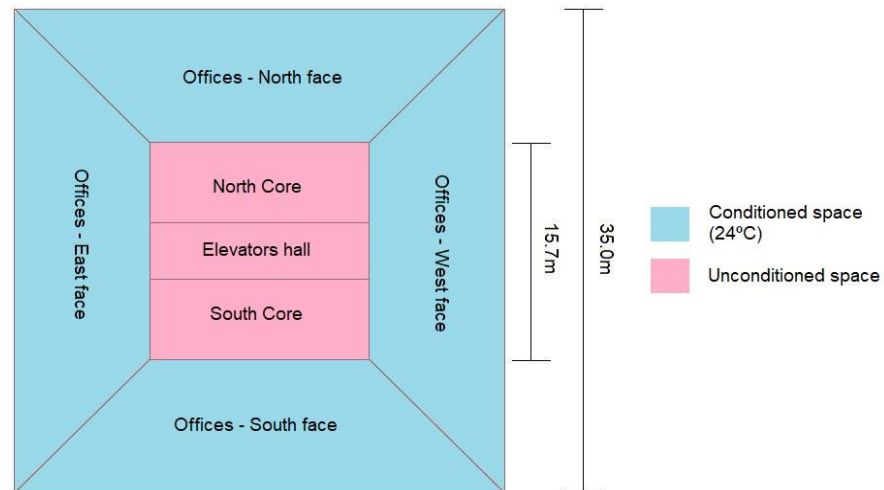 Offices - North face
North Core
Elevators hall
South Core
Offices - East face
Offices - West face
Offices - South face
15.7m
35.0m
Conditioned space
(24ºC)
Unconditioned space